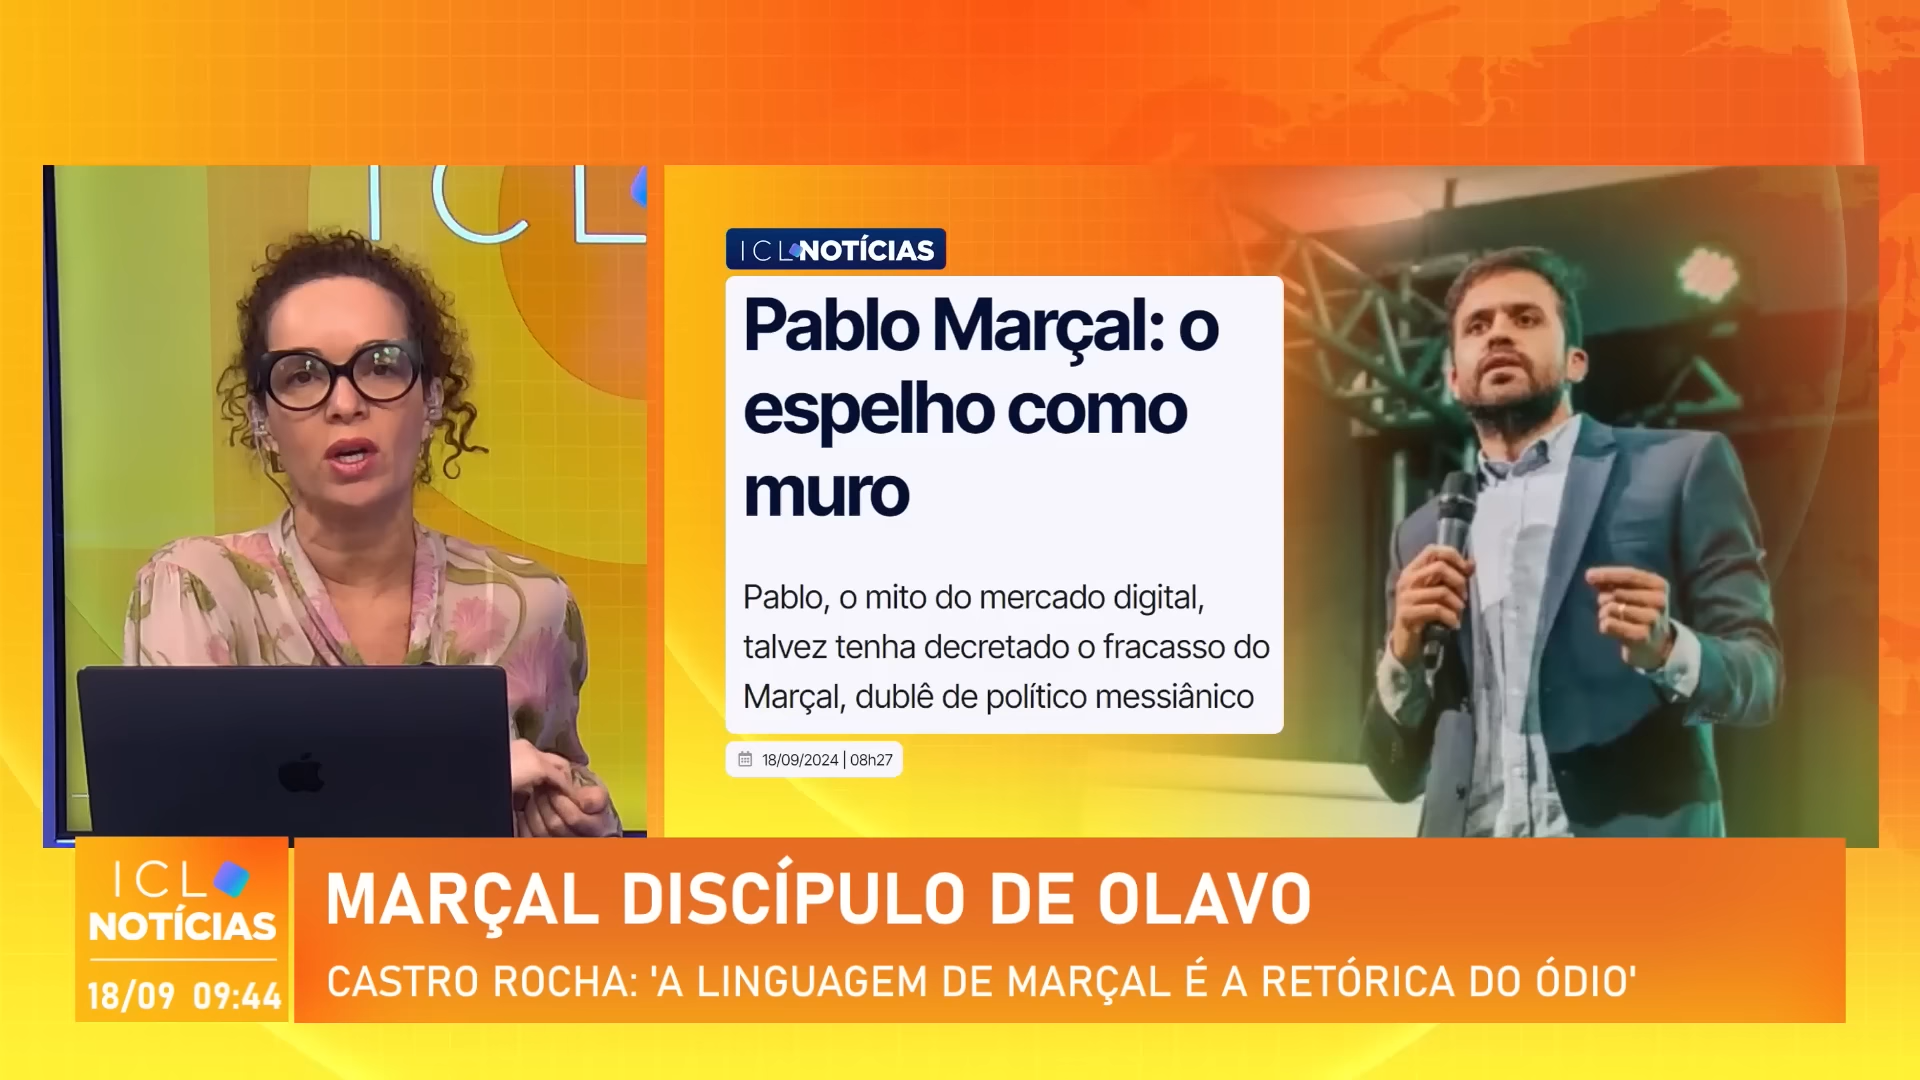 ICL
ICL NOTÍCIAS
Pablo Marçal: o
espelho como
muro
Pablo, o mito do mercado digital,
talvez tenha decretado o fracasso do
Marçal, dublê de político messiânico
18/09/2024 | 08h27
ICL
NOTÍCIAS
18/09 09:44
MARÇAL DISCÍPULO DE OLAVO
CASTRO ROCHA: 'A LINGUAGEM DE MARÇAL É A RETÓRICA DO ÓDIO'